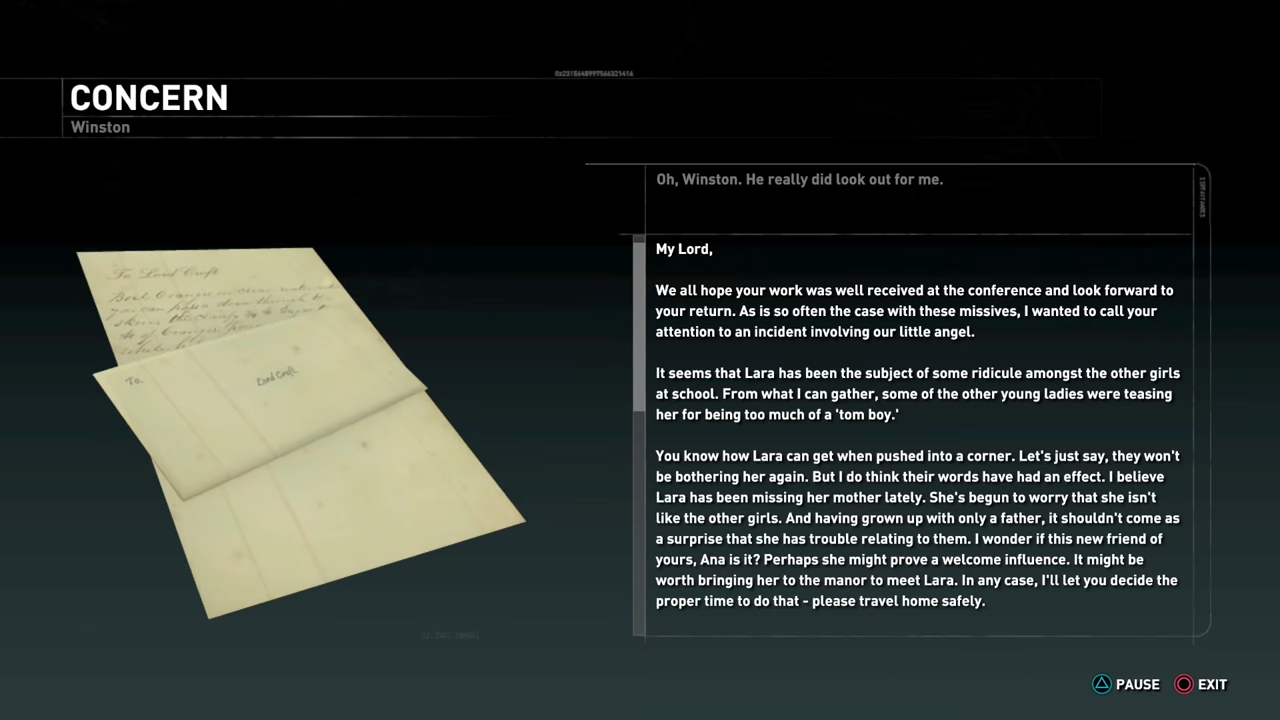 CONCERN
Winston
Oh, Winston. He really did look out for me.
My Lord,
We all hope your work was well received at the conference and look forward to
your return. As is so often the case with these missives, I wanted to call your
attention to an incident involving our little angel.
It seems that Lara has been the subject of some ridicule amongst the other girls
at school. From what I can gather, some of the other young ladies were teasing
her for being too much of a 'tom boy.'
You know how Lara can get when pushed into a corner. Let's just say, they won't
be bothering her again. But I do think their words have had an effect. I believe
Lara has been missing her mother lately. She's begun to worry that she isn't
like the other girls. And having grown up with only a father, it shouldn't come as
a surprise that she has trouble relating to them. I wonder if this new friend of
yours, Ana is it? Perhaps she might prove a welcome influence. It might be
worth bringing her to the manor to meet Lara. In any case, I'll let you decide the
proper time to do that - please travel home safely.
To Lord Croft
you can
To.
Lord Croft
PAUSE EXIT